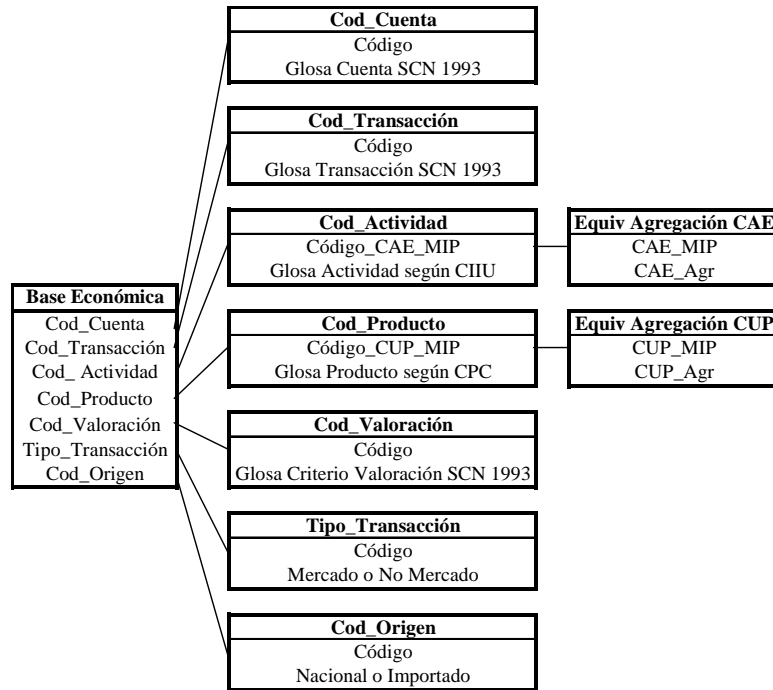 Cod_Cuenta
Código
Glosa Cuenta SCN 1993
Cod_Transacción
Código
Glosa Transacción SCN 1993
Cod_Actividad
Código_CAE_MIP
Glosa Actividad según CIIU
Equiv Agregación CAE
CAE_MIP
CAE_Agr
Base Económica
Cod_Cuenta
Cod_Transacción
Cod_ Actividad
Cod_Producto
Cod_Valoración
Tipo_Transacción
Cod_Origen
Cod_Producto
Código_CUP_MIP
Glosa Producto según CPC
Equiv Agregación CUP
CUP_MIP
CUP_Agr
Cod_Valoración
Código
Glosa Criterio Valoración SCN 1993
Tipo_Transacción
Código
Mercado o No Mercado
Cod_Origen
Código
Nacional o Importado